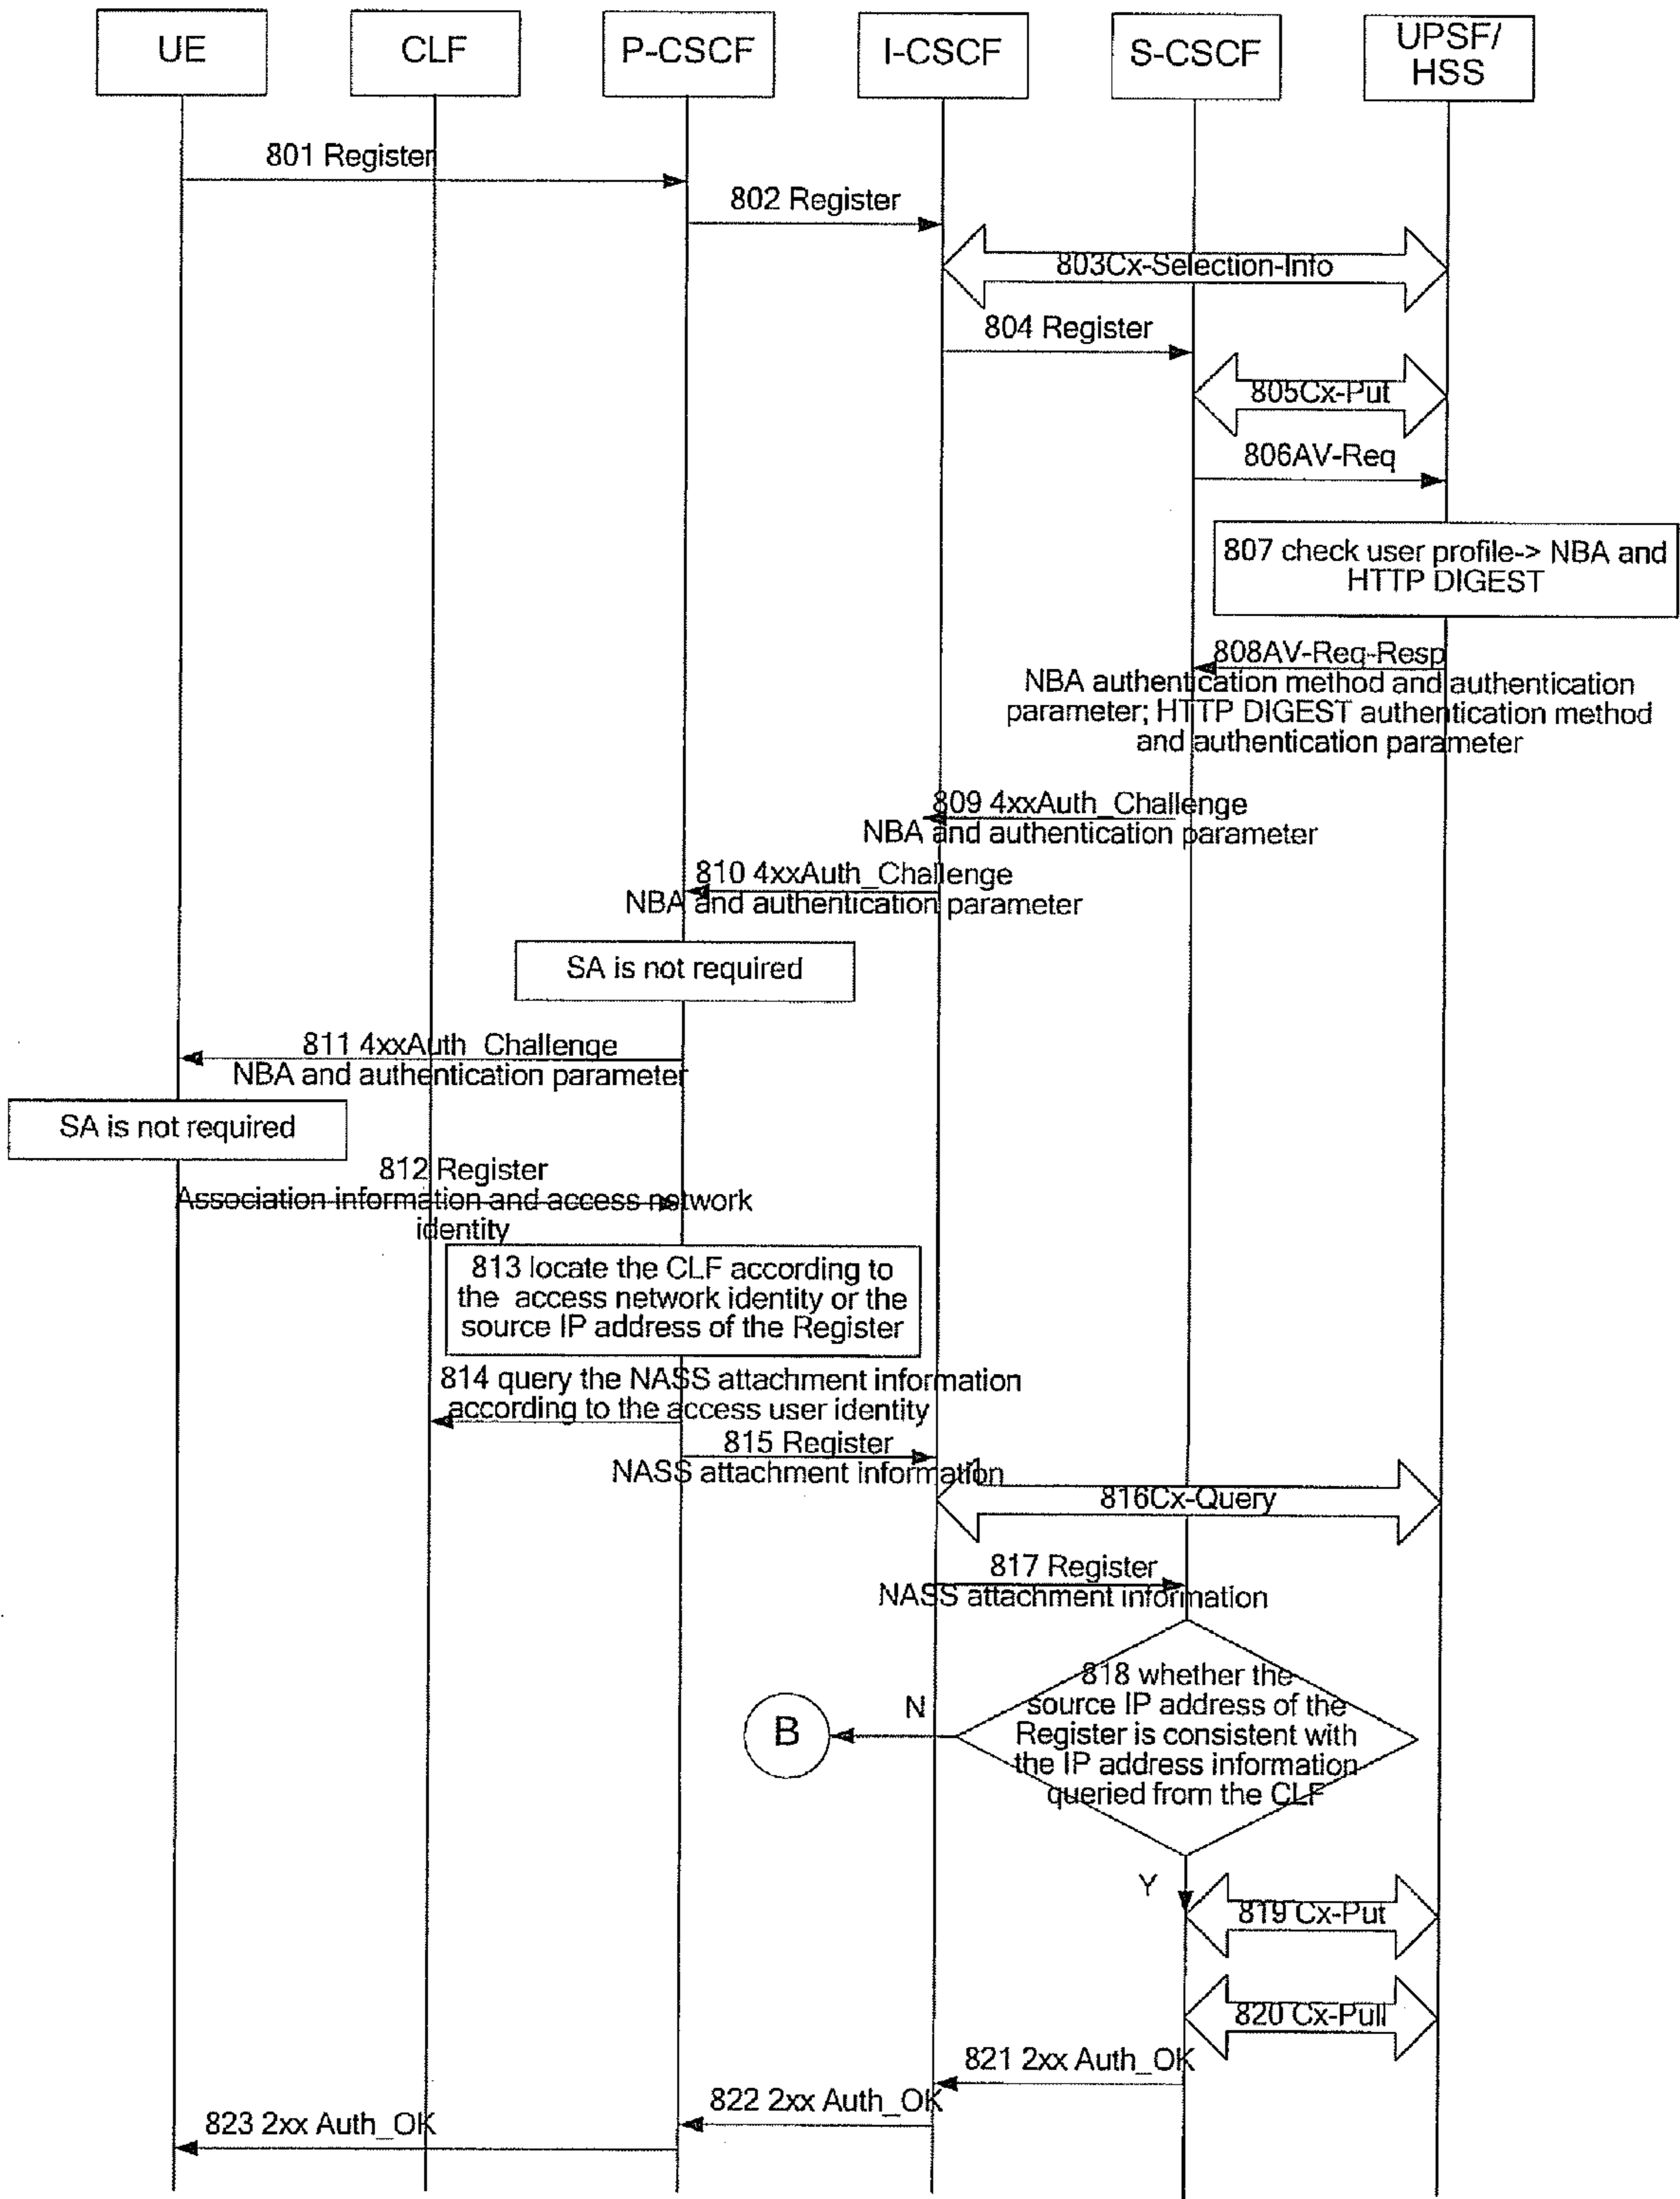 UE
CLF
P-CSCF
I-CSCF
S-CSCF
UPSF/
HSS
801 Register
802 Register
803Cx-Selection-Info
804 Register
805Cx-Put
806AV-Req
807 check user profile-> NBA and
HTTP DIGEST
808AV-Req-Resp
NBA authentication method and authentication
parameter; HTTP DIGEST authentication method
and authentication parameter
809 4xxAuth_Challenge
NBA and authentication parameter
810 4xxAuth_Challenge
NBA and authentication parameter
SA is not required
811 4xxAuth_Challenge
NBA and authentication parameter
SA is not required
812 Register
Association information and access network
identity
813 locate the CLF according to
the access network identity or the
source IP address of the Register
814 query the NASS attachment information
according to the access user identity
815 Register
NASS attachment information
816Cx-Query
817 Register
NASS attachment information
818 whether the
source IP address of the
Register is consistent with
the IP address information
queried from the CLF
N
B
Y
819 Cx-Put
820 Cx-Pull
821 2xx Auth_OK
822 2xx Auth_OK
823 2xx Auth_OK